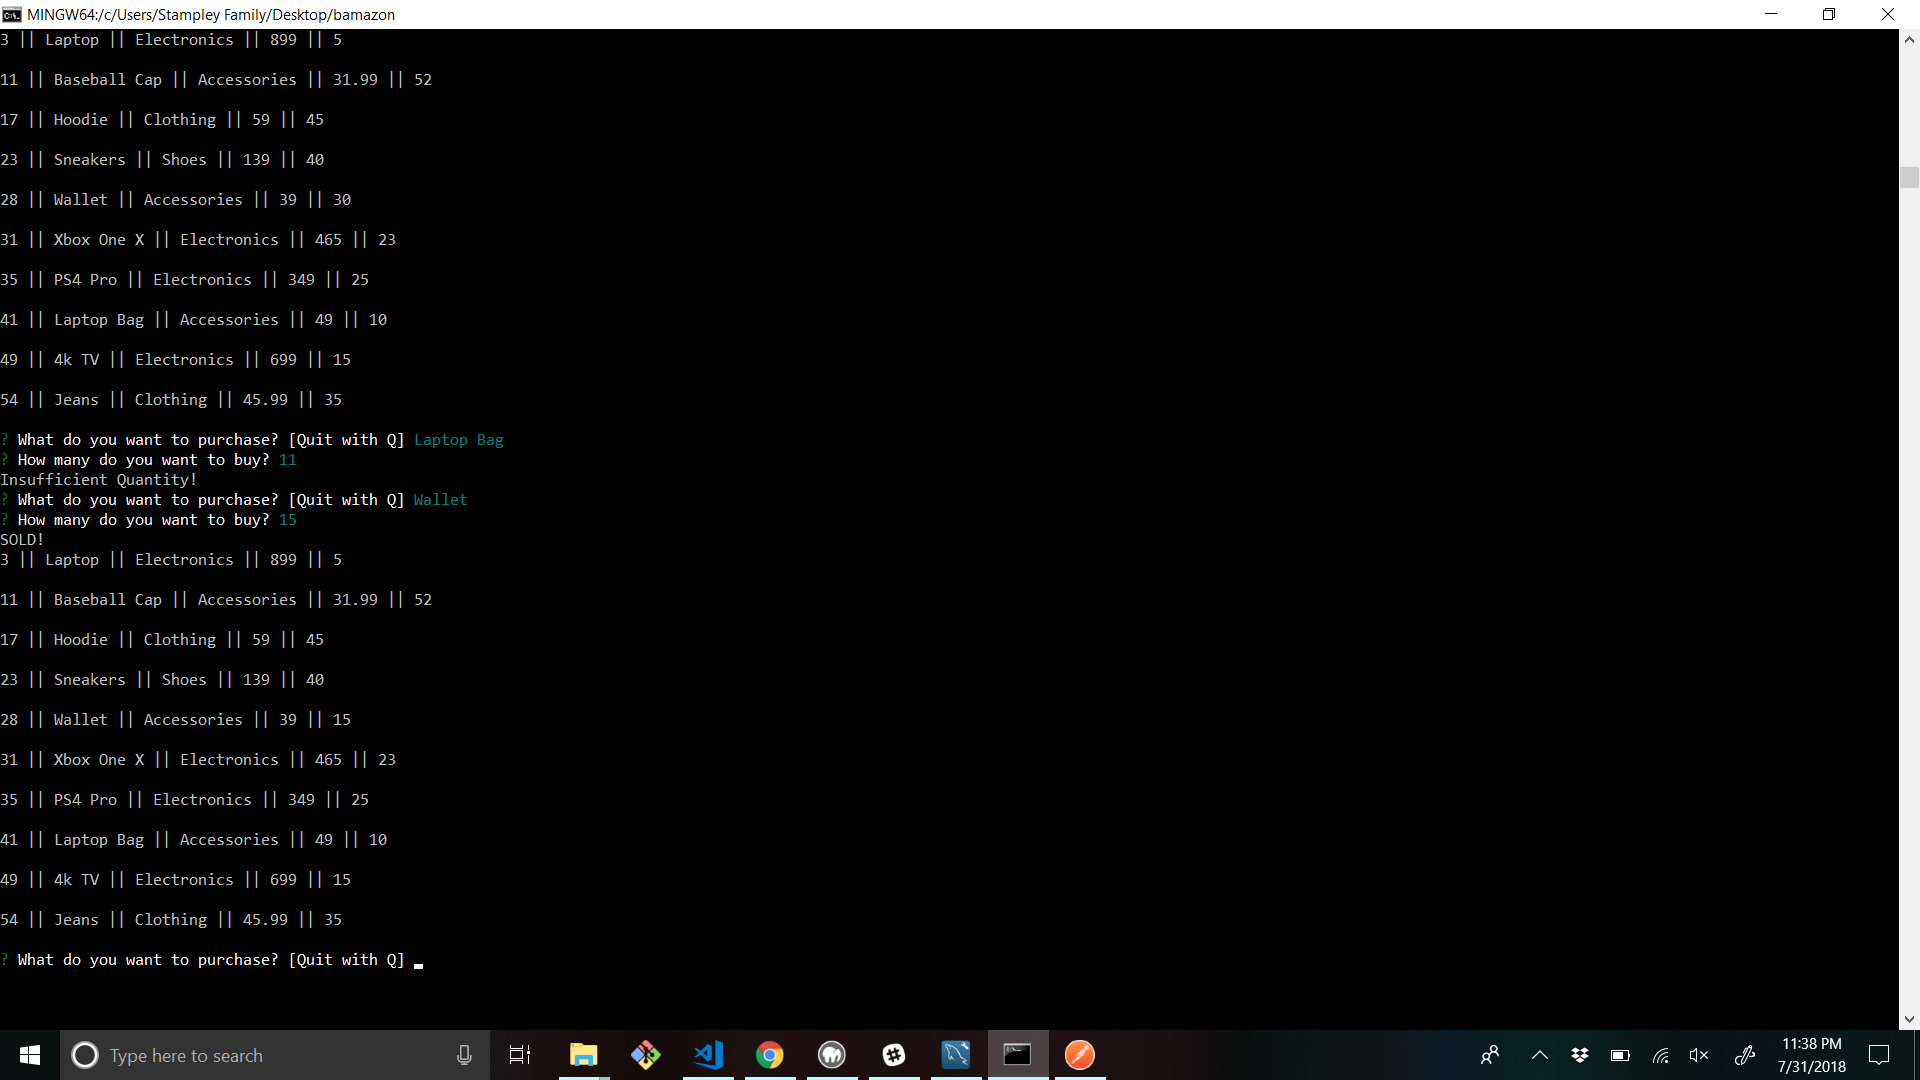 MINGW64:/c/Users/Stampley Family/Desktop/bamazon
3 || Laptop || Electronics || 899 || 5
11 || Baseball Cap || Accessories || 31.99 || 52
17 || Hoodie || Clothing || 59 || 45
23 || Sneakers || Shoes || 139 || 40
28 || Wallet || Accessories || 39 || 30
31 || Xbox One X || Electronics || 465 || 23
35 || PS4 Pro || Electronics || 349 || 25
41 || Laptop Bag || Accessories || 49 || 10
49 || 4k TV || Electronics || 699 || 15
54 || Jeans || Clothing || 45.99 || 35
? What do you want to purchase? [Quit with Q] Laptop Bag
? How many do you want to buy? 11
Insufficient Quantity!
? What do you want to purchase? [Quit with Q] Wallet
? How many do you want to buy? 15
SOLD!
3 || Laptop || Electronics || 899 || 5
11 || Baseball Cap || Accessories || 31.99 || 52
17 || Hoodie || Clothing || 59 || 45
23 || Sneakers || Shoes || 139 || 40
28 || Wallet || Accessories || 39 || 15
31 || Xbox One X || Electronics || 465 || 23
35 || PS4 Pro || Electronics || 349 || 25
41 || Laptop Bag || Accessories || 49 || 10
49 || 4k TV || Electronics || 699 || 15
54 || Jeans || Clothing || 45.99 || 35
? What do you want to purchase? [Quit with Q]
Type here to search
11:38 PM
7/31/2018